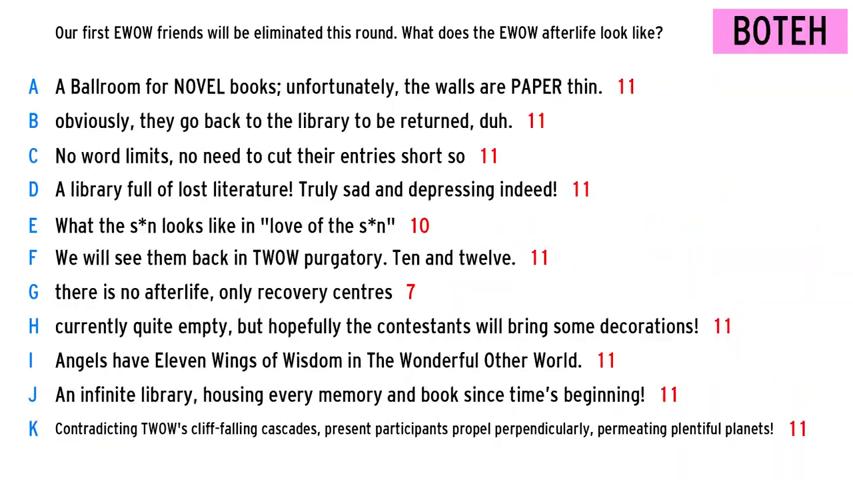 Our first EWOW friends will be eliminated this round. What does the EWOW afterlife look like?
BOTEH
A A Ballroom for NOVEL books; unfortunately, the walls are PAPER thin. 11
B obviously, they go back to the library to be returned, duh. 11
C No word limits, no need to cut their entries short so 11
D A library full of lost literature! Truly sad and depressing indeed! 11
E What the s*n looks like in "love of the s*n" 10
F We will see them back in TWOW purgatory. Ten and twelve. 11
G there is no afterlife, only recovery centres 7
H currently quite empty, but hopefully the contestants will bring some decorations! 11
I Angels have Eleven Wings of Wisdom in The Wonderful Other World. 11
J An infinite library, housing every memory and book since time's beginning! 11
K Contradicting TWOW's cliff-falling cascades, present participants propel perpendicularly, permeating plentiful planets! 11